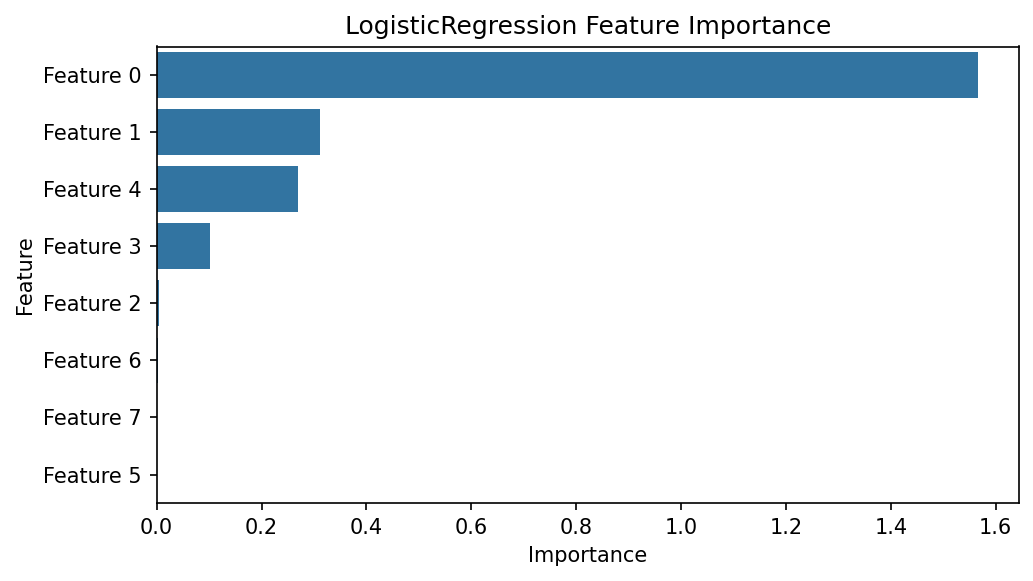 LogisticRegression Feature Importance
Feature
Feature 0
Feature 1
Feature 4
Feature 3
Feature 2
Feature 6
Feature 7
Feature 5
0.0 0.2 0.4 0.6 0.8 1.0 1.2 1.4 1.6
Importance